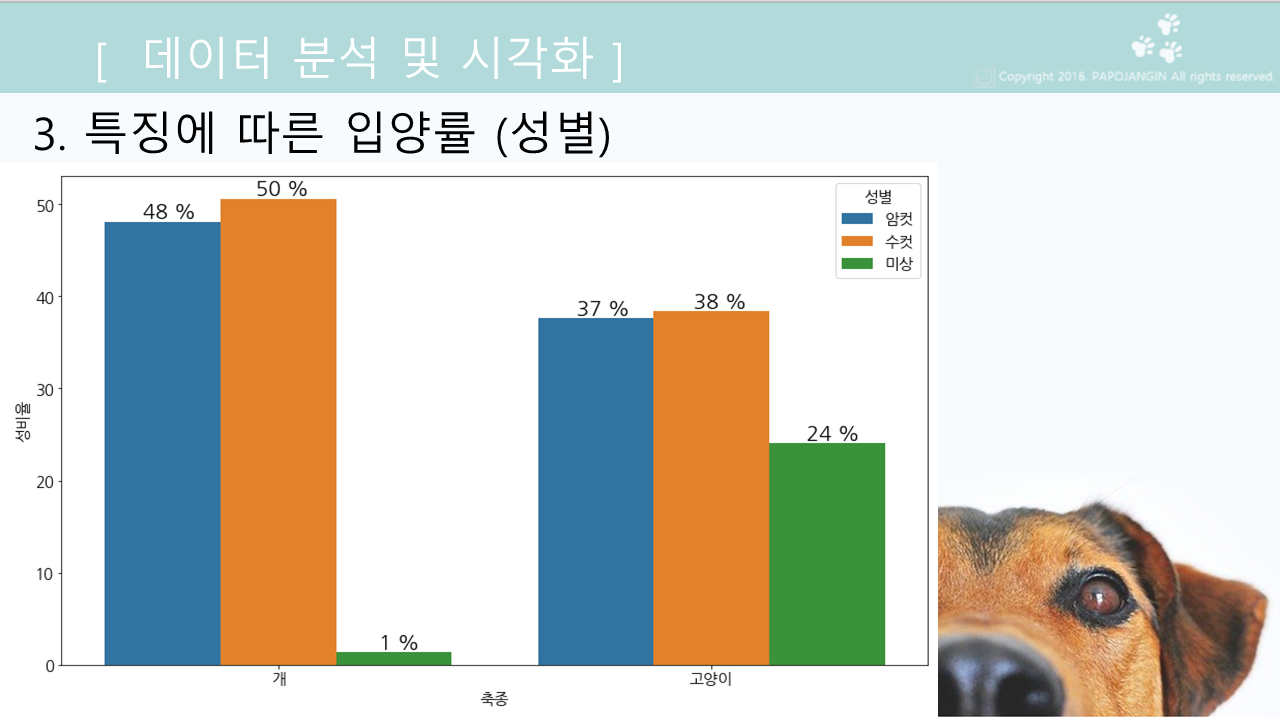 [ 데이터 분석 및 시각화 ]
Copyright 2016. PAPOJANGIN All rights reserved.
3. 특징에 따른 입양률 (성별)
성별
암컷
수컷
미상
48 %
50 %
1 %
37 %
38 %
24 %
성비율
50
40
30
20
10
0
개
고양이
축종